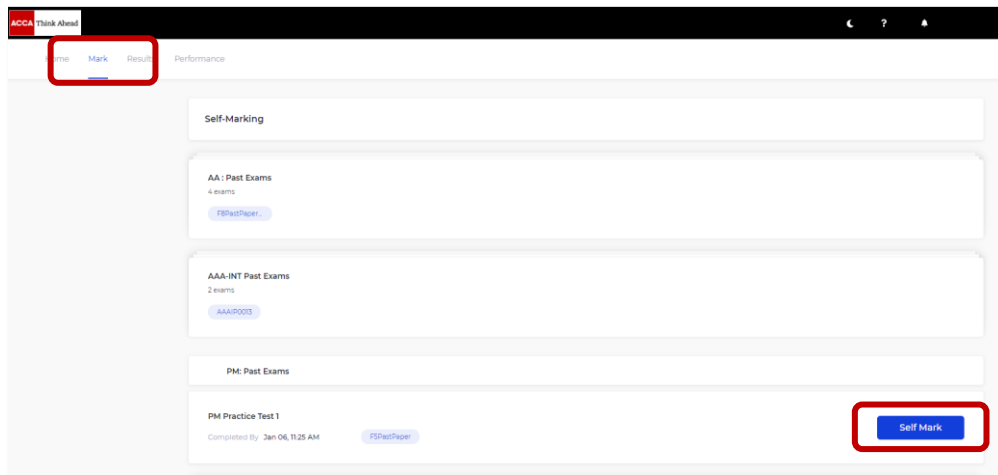 ACCA Think Ahead
?
Home Mark Results Performance
Self-Marking
AA : Past Exams
4 exams
F8PastPaper...
AAA-INT Past Exams
2 exams
AAAIP0013
PM: Past Exams
PM Practice Test 1
Completed By Jan 06, 11:25 AM F5PastPaper
Self Mark